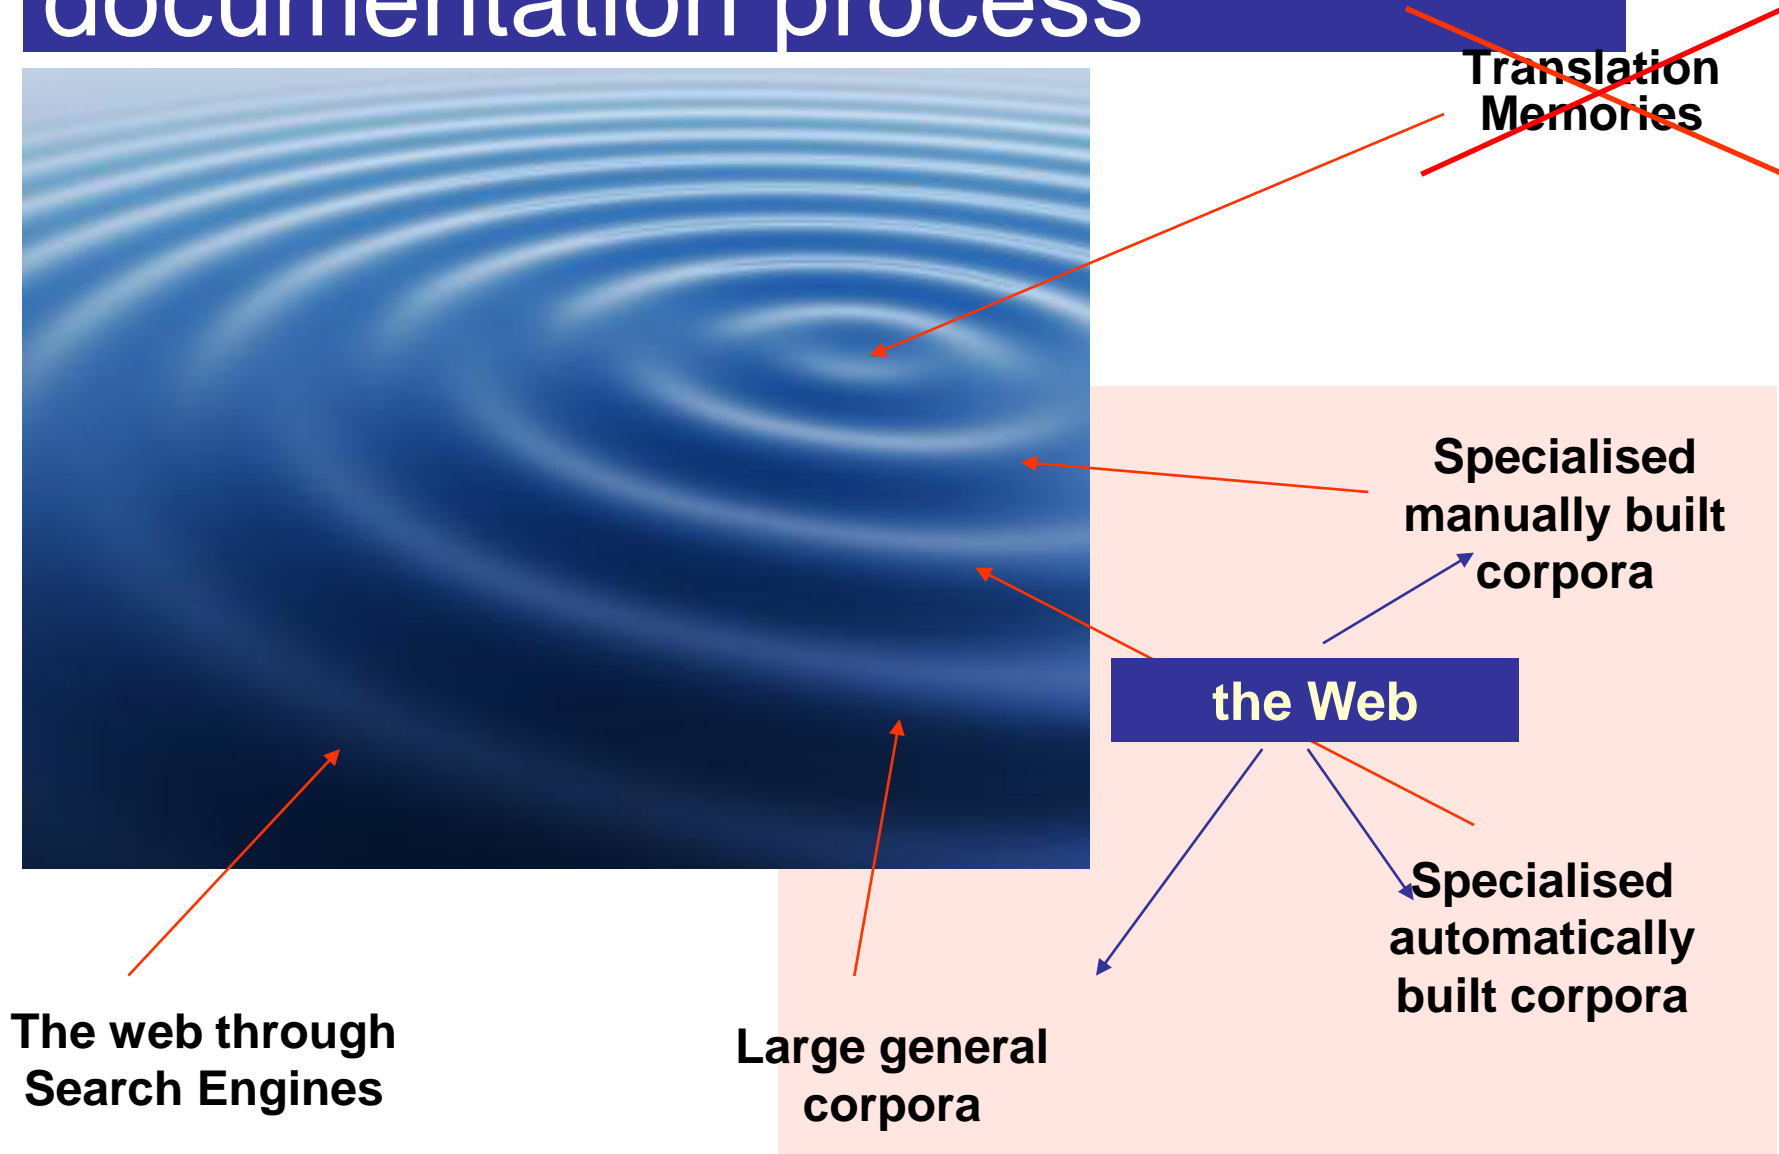 documentation process
Translation
Memories
Specialised
manually built
corpora
the Web
Specialised
automatically
built corpora
The web through
Search Engines
Large general
corpora